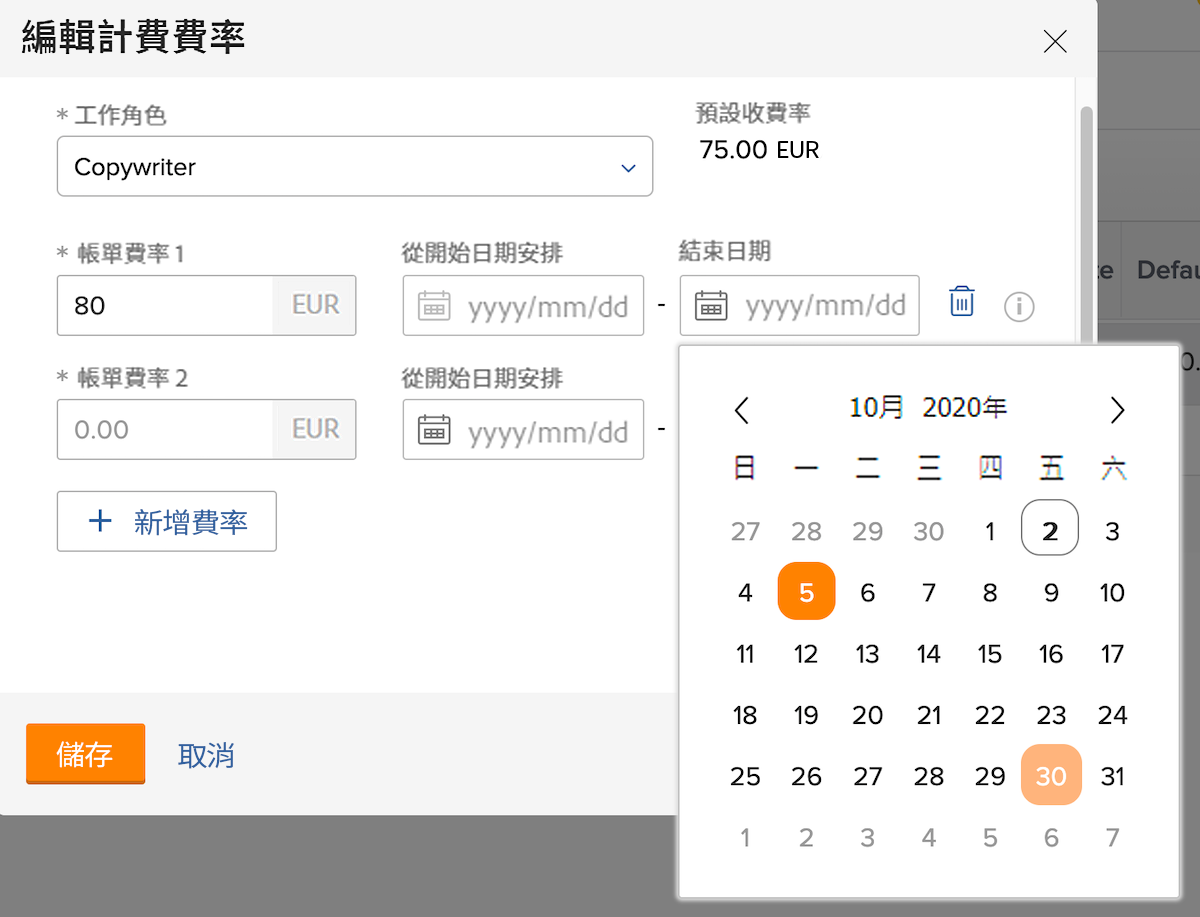 編輯計費費率
* 工作角色
預設收費率
Copywriter
75.00 EUR
* 帳單費率 1
從開始日期安排
結束日期
80 EUR
yyyy/mm/dd
-
yyyy/mm/dd
* 帳單費率 2
從開始日期安排
0.00 EUR
yyyy/mm/dd
-
+ 新增費率
儲存
取消
10月 2020年
日 一 二 三 四 五 六
27 28 29 30 1 2 3
4 5 6 7 8 9 10
11 12 13 14 15 16 17
18 19 20 21 22 23 24
25 26 27 28 29 30 31
1 2 3 4 5 6 7